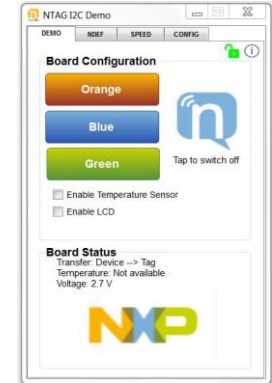 NTAG I2C Demo
DEMO NDEF SPEED CONFIG
Board Configuration
Orange
Blue
Green
Tap to switch off
Enable Temperature Sensor
Enable LCD
Board Status
Transfer: Device --> Tag
Temperature: Not available
Voltage: 2.7 V
NXP